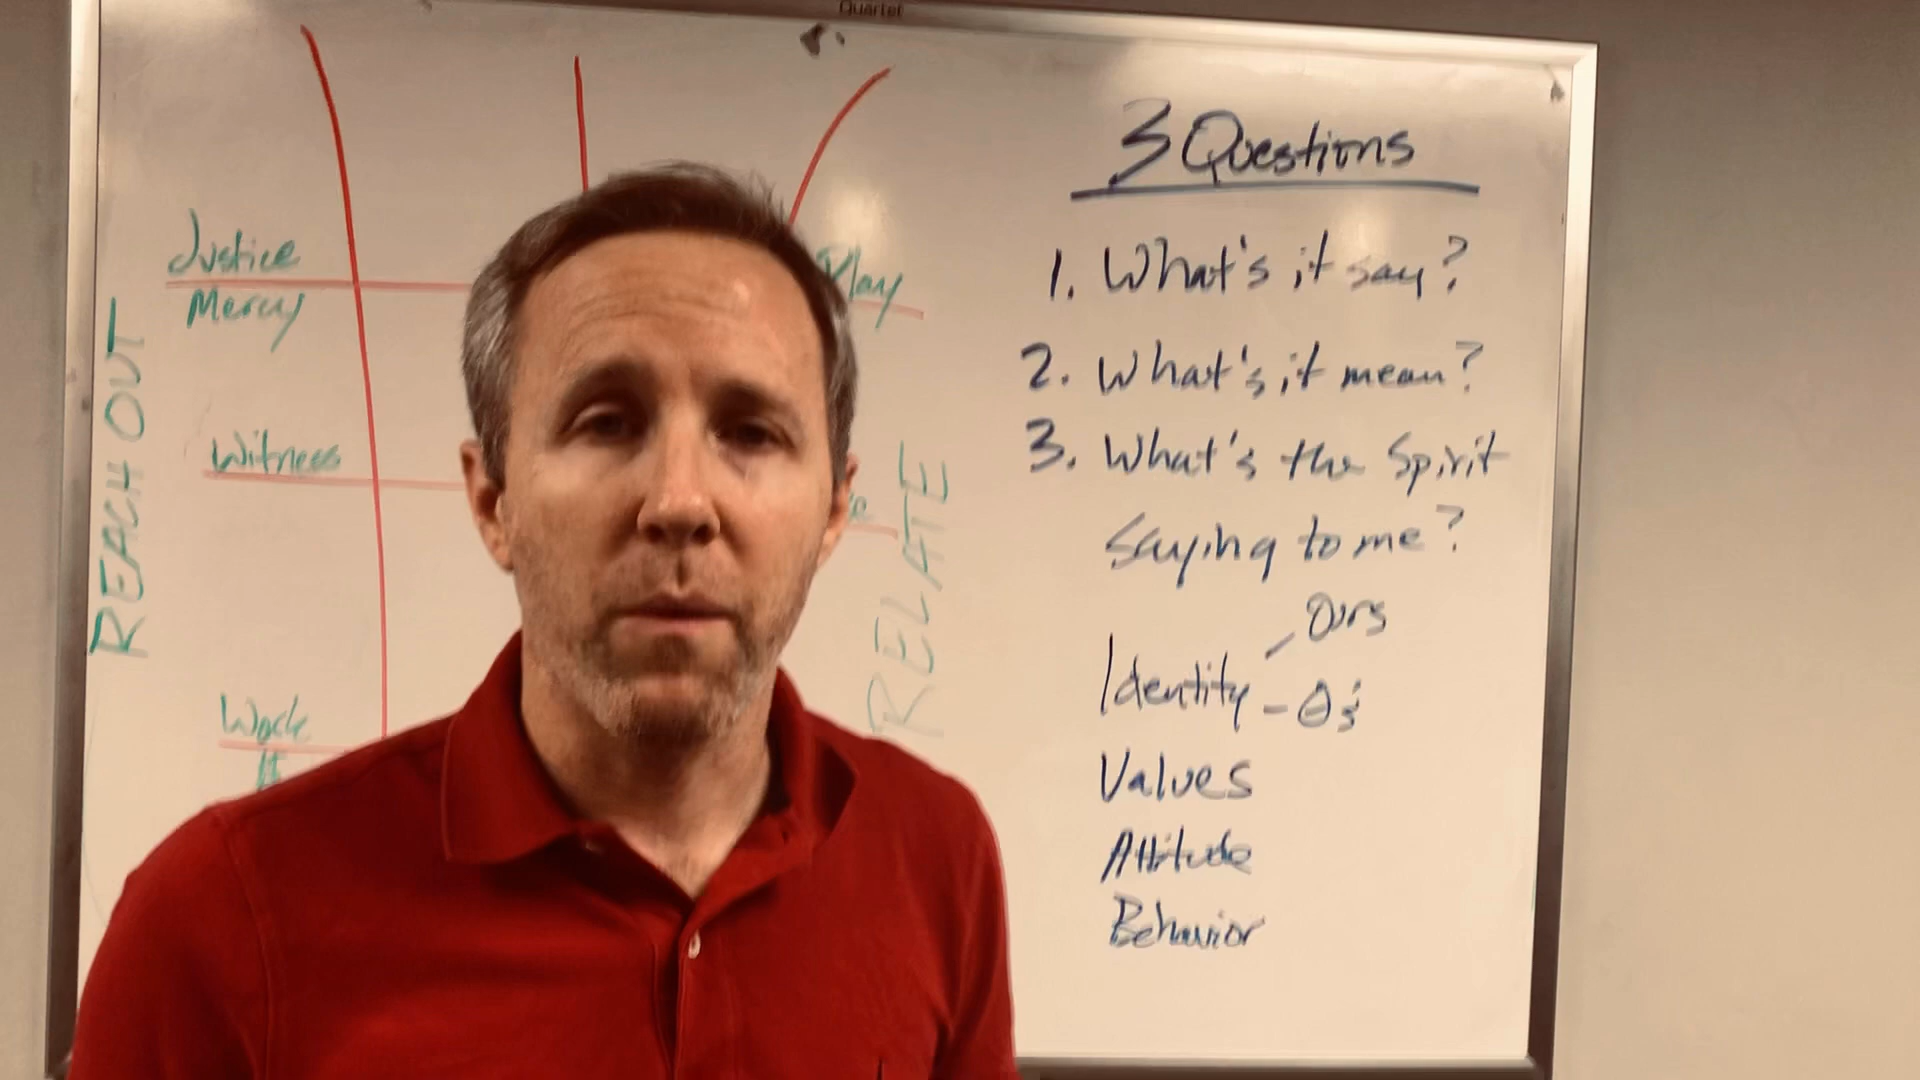 Quartet
3 Questions
1. What's it say?
2. What's it mean?
3. What's the Spirit
saying to me?
Ours
Identity - Θ's
Values
Attitude
Behavior
REACH OUT
Justice
Mercy
Witness
Work
Play
RELATE